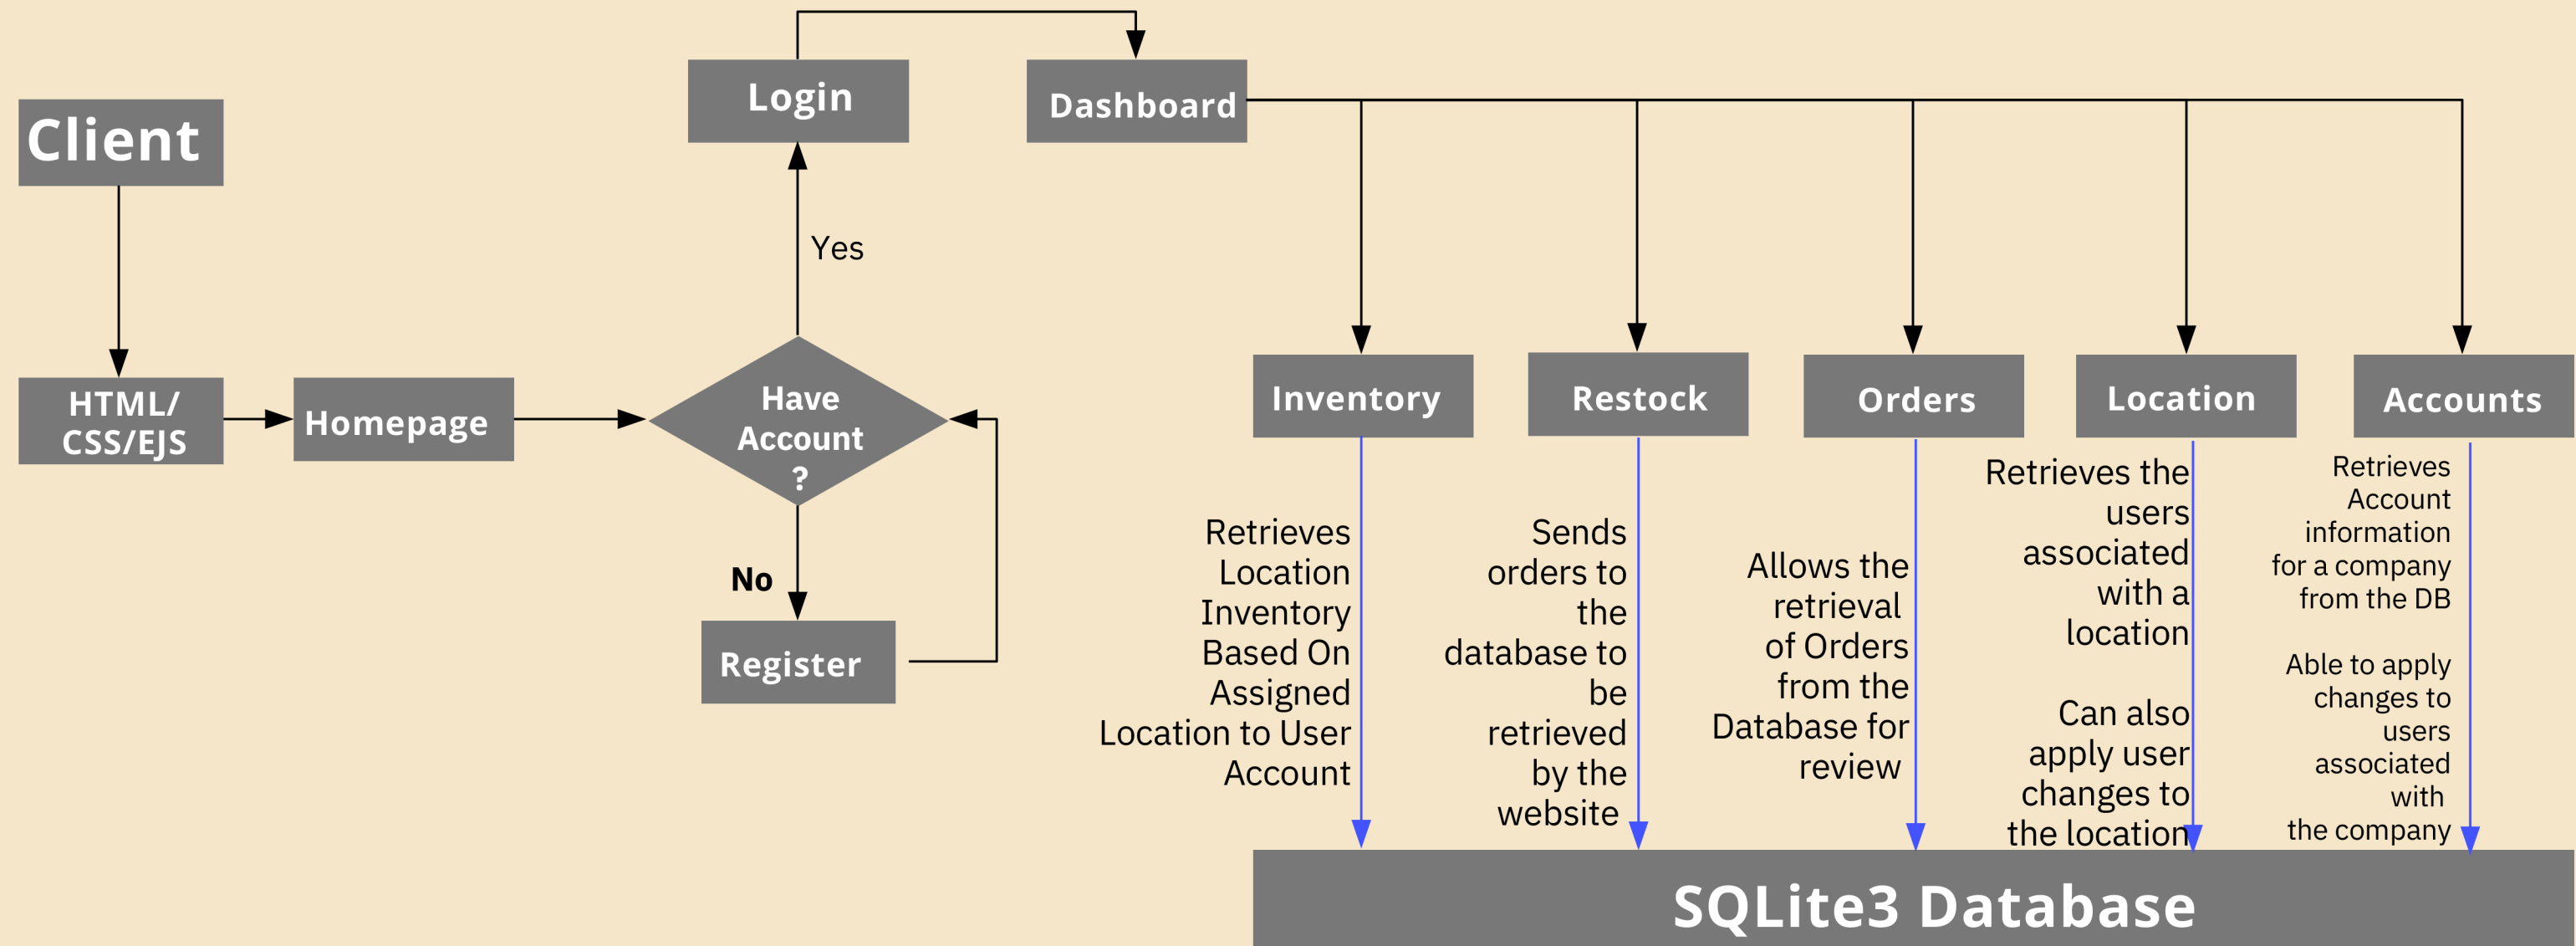 Client
HTML/
CSS/EJS
Homepage
Have
Account
?
Yes
Login
No
Register
Dashboard
Inventory
Restock
Orders
Location
Accounts
Retrieves
Location
Inventory
Based On
Assigned
Location to User
Account
Sends
orders to
the
database to
be
retrieved
by the
website
Allows the
retrieval
of Orders
from the
Database for
review
Retrieves the
users
associated
with a
location
Can also
apply user
changes to
the location
Retrieves
Account
information
for a company
from the DB
Able to apply
changes to
users
associated
with
the company
SQLite3 Database